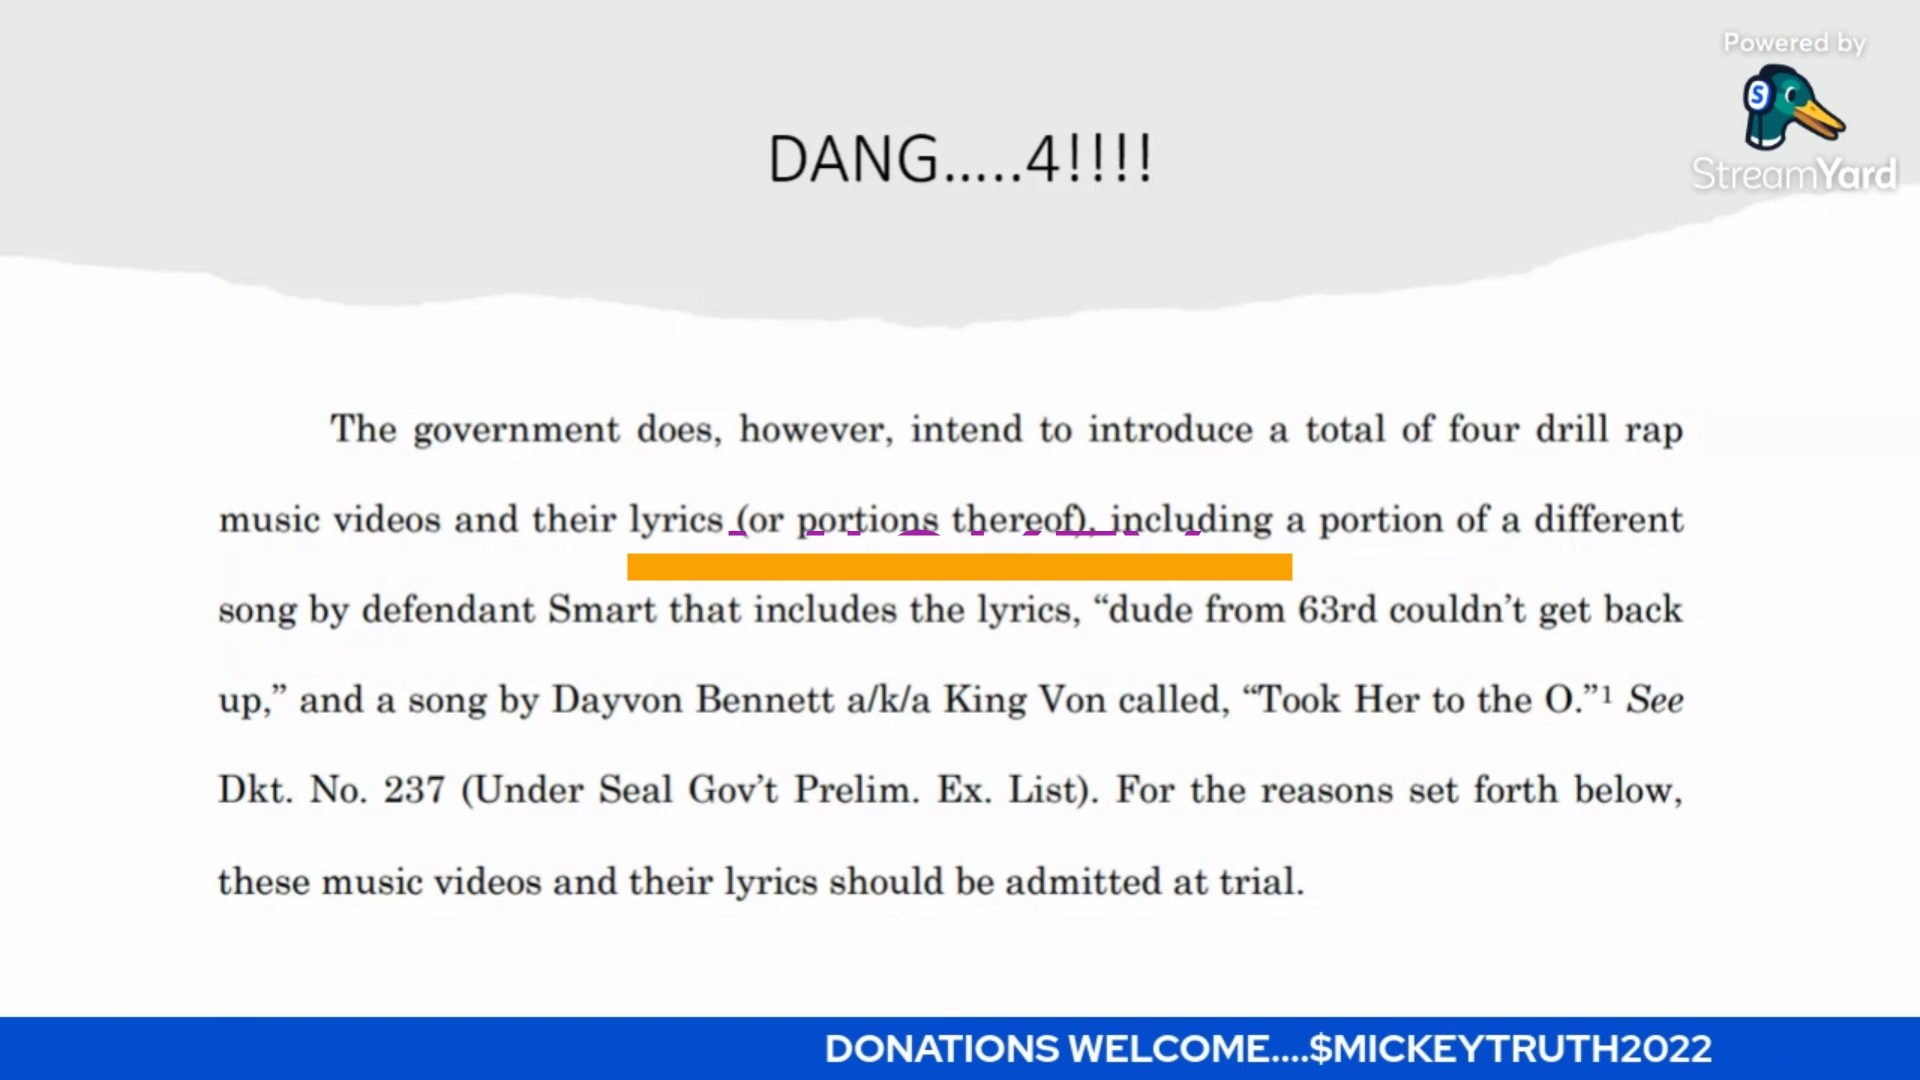 Powered by
StreamYard
DANG.....4!!!!
The government does, however, intend to introduce a total of four drill rap
music videos and their lyrics (or portions thereof), including a portion of a different
song by defendant Smart that includes the lyrics, “dude from 63rd couldn’t get back
up,” and a song by Dayvon Bennett a/k/a King Von called, “Took Her to the O.”¹ See
Dkt. No. 237 (Under Seal Gov’t Prelim. Ex. List). For the reasons set forth below,
these music videos and their lyrics should be admitted at trial.
DONATIONS WELCOME....$MICKEYTRUTH2022